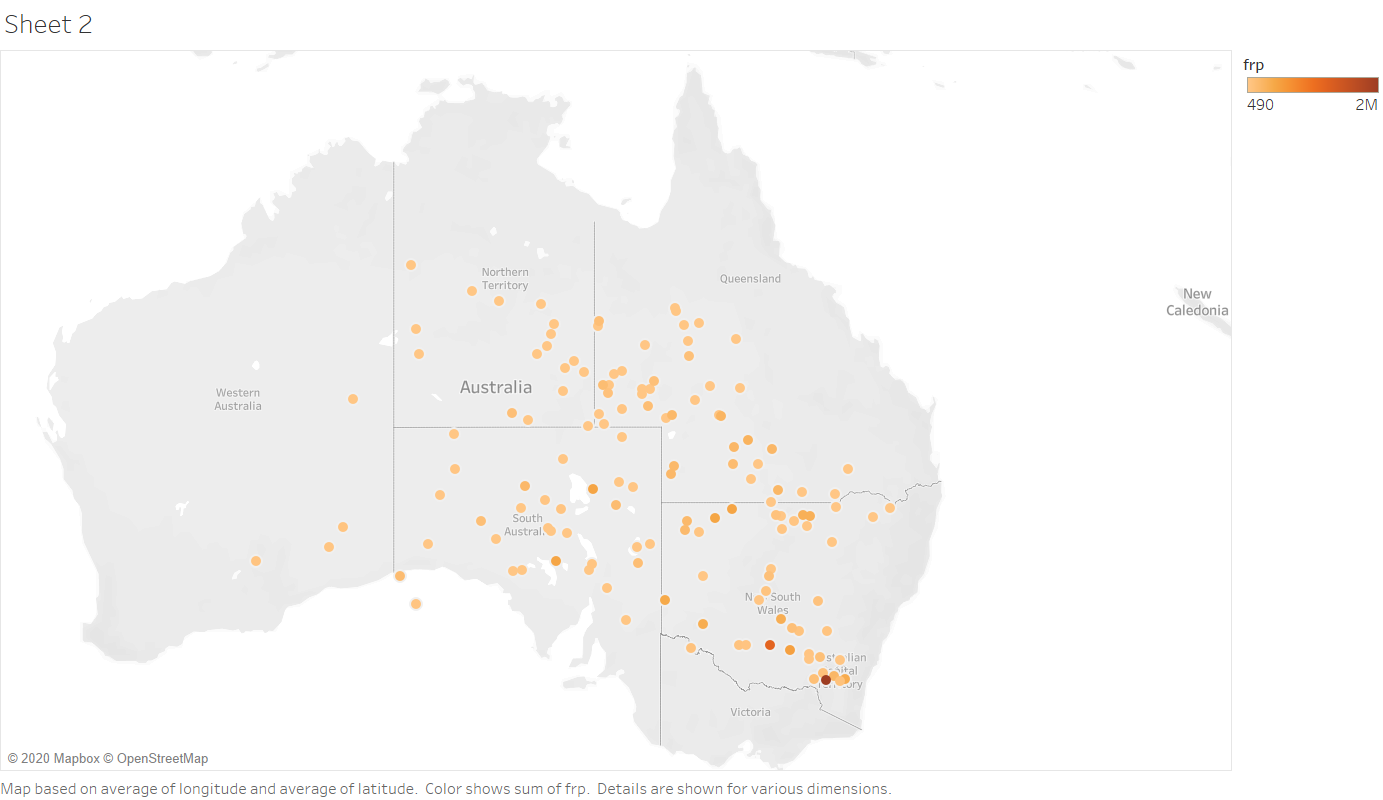 Sheet 2
frp
490 2M
Northern
Territory
Queensland
New
Caledonia
Australia
Western
Australia
South
South
Wales
Victoria
© 2020 Mapbox © OpenStreetMap
Map based on average of longitude and average of latitude. Color shows sum of frp. Details are shown for various dimensions.